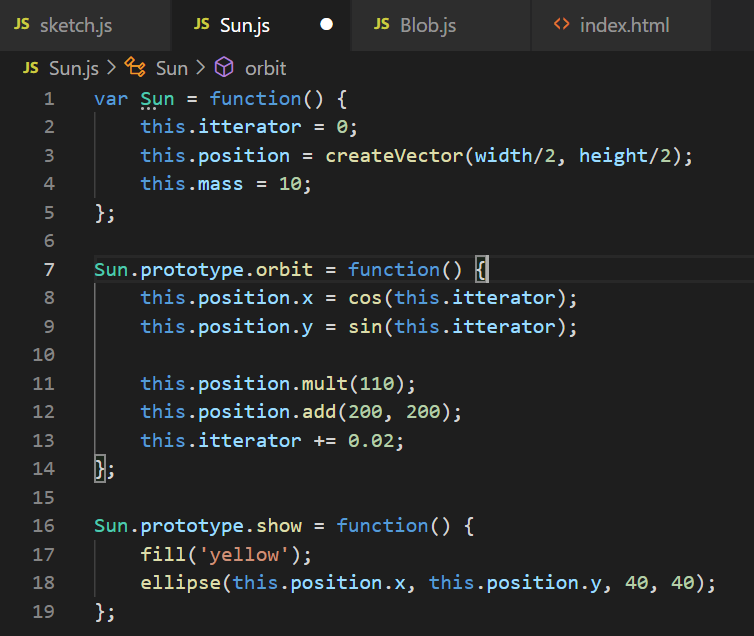 JS sketch.js JS Sun.js JS Blob.js <> index.html
JS Sun.js > Sun > orbit
1 var Sun = function() {
2     this.itterator = 0;
3     this.position = createVector(width/2, height/2);
4     this.mass = 10;
5 };
6
7 Sun.prototype.orbit = function() {
8     this.position.x = cos(this.itterator);
9     this.position.y = sin(this.itterator);
10
11     this.position.mult(110);
12     this.position.add(200, 200);
13     this.itterator += 0.02;
14 };
15
16 Sun.prototype.show = function() {
17     fill('yellow');
18     ellipse(this.position.x, this.position.y, 40, 40);
19 };